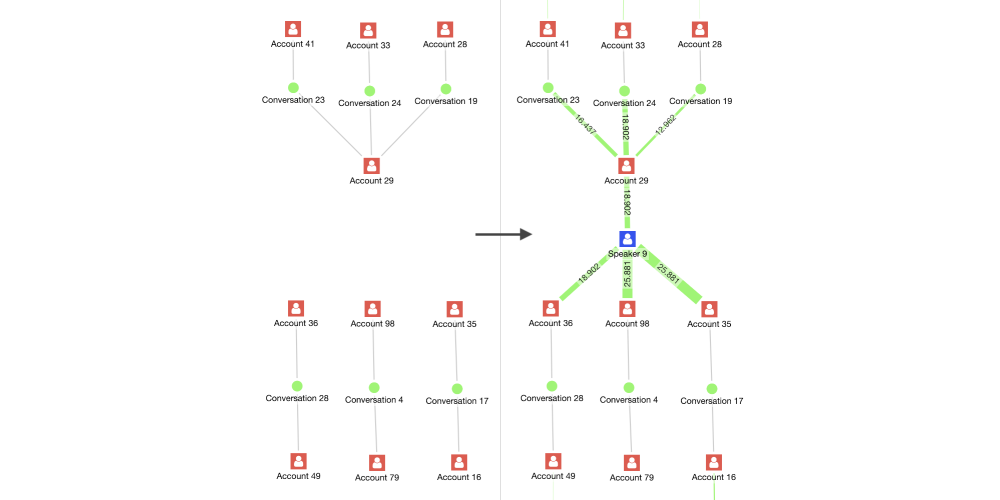 Account 41
Account 33
Account 28
Conversation 23
Conversation 24
Conversation 19
Account 29
Account 36
Account 98
Account 35
Conversation 28
Conversation 4
Conversation 17
Account 49
Account 79
Account 16
Account 41
Account 33
Account 28
Conversation 23
Conversation 24
Conversation 19
16.437
18.902
12.962
Account 29
18.902
Speaker 9
18.902
25.881
25.881
Account 36
Account 98
Account 35
Conversation 28
Conversation 4
Conversation 17
Account 49
Account 79
Account 16